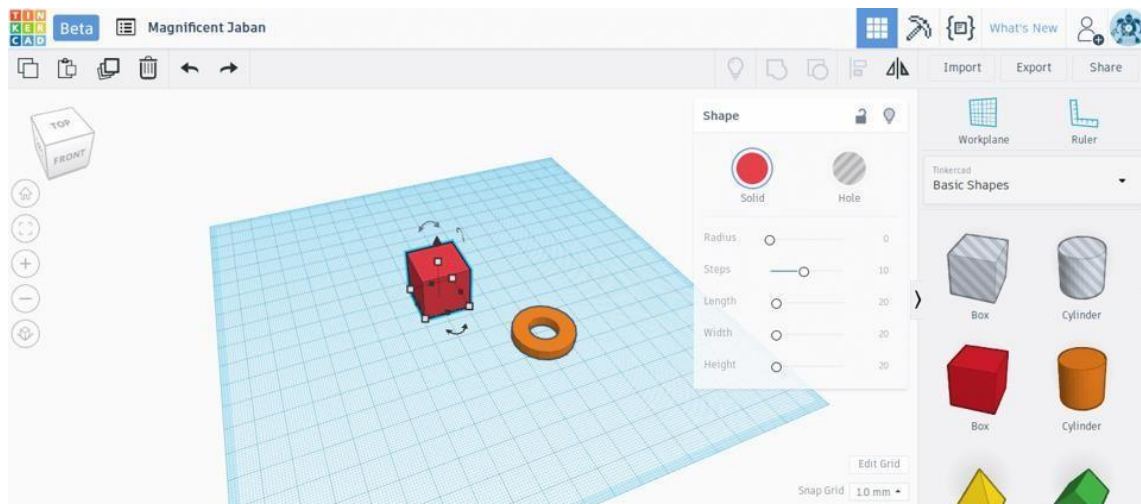 TIN
KER
CAD
Beta
Magnificent Jaban
What's New
Import
Export
Share
TOP
FRONT
Shape
Solid
Hole
Radius 0
Steps 10
Length 20
Width 20
Height 20
Edit Grid
Snap Grid 1.0 mm
Workplane
Ruler
Tinkercad
Basic Shapes
Box
Cylinder
Box
Cylinder